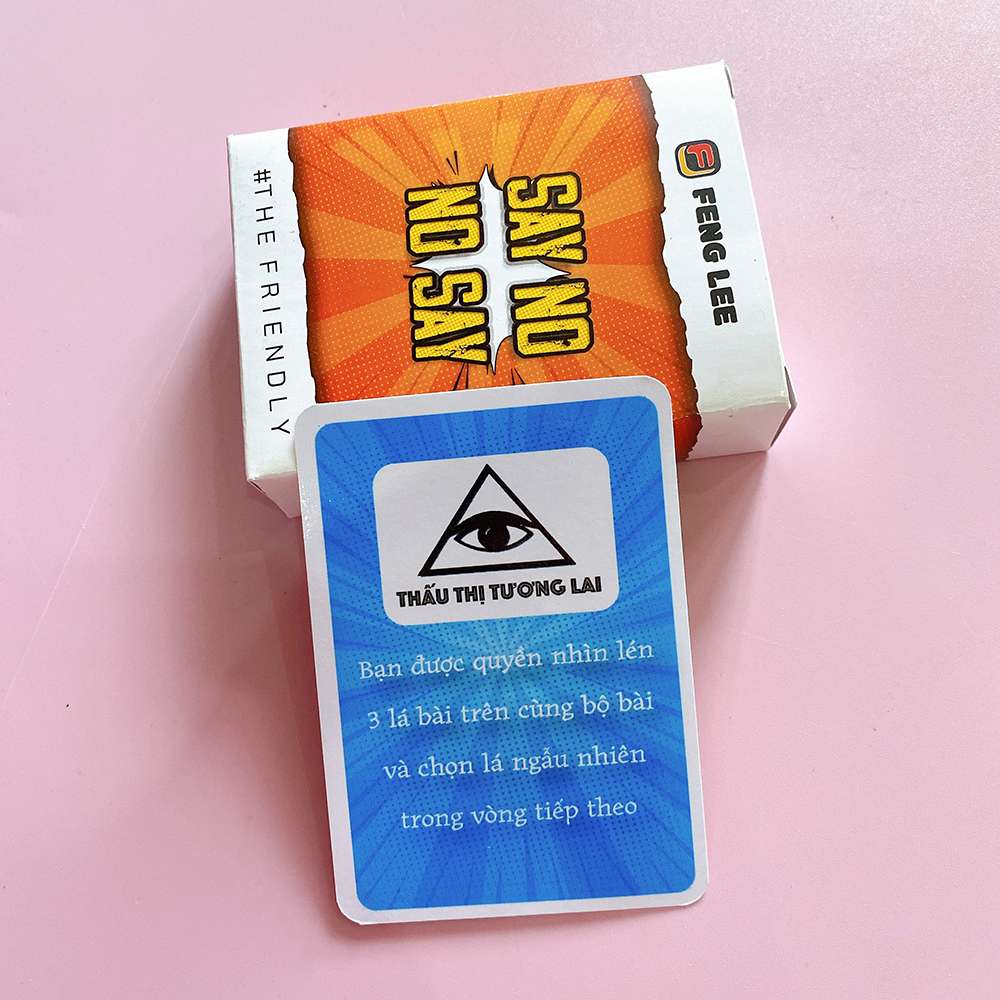 #THE FRIENDLY
SAY NO
NO SAY
F
FENG LEE
THẤU THỊ TƯƠNG LAI
Bạn được quyền nhìn lén
3 lá bài trên cùng bộ bài
và chọn lá ngẫu nhiên
trong vòng tiếp theo